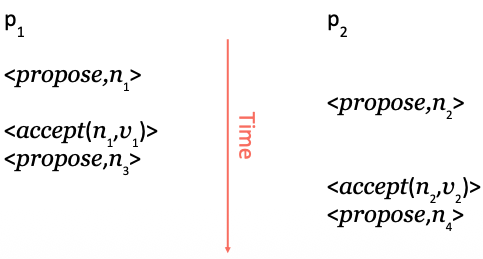 p₁
p₂
<propose,n₁>
<propose,n₂>
<accept(n₁,v₁)>
<propose,n₃>
Time
<accept(n₂,v₂)>
<propose,n₄>